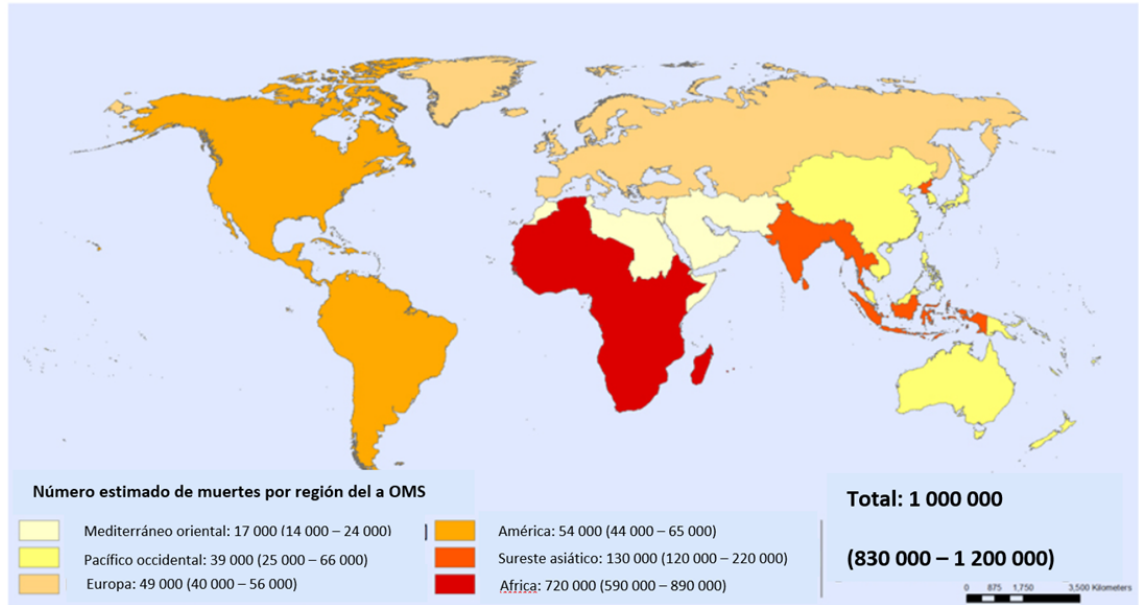 Número estimado de muertes por región del a OMS
Mediterráneo oriental: 17 000 (14 000 – 24 000)
Pacífico occidental: 39 000 (25 000 – 66 000)
Europa: 49 000 (40 000 – 56 000)
América: 54 000 (44 000 – 65 000)
Sureste asiático: 130 000 (120 000 – 220 000)
Africa: 720 000 (590 000 – 890 000)
Total: 1 000 000
(830 000 – 1 200 000)
0 875 1,750 3,500 Kilometers